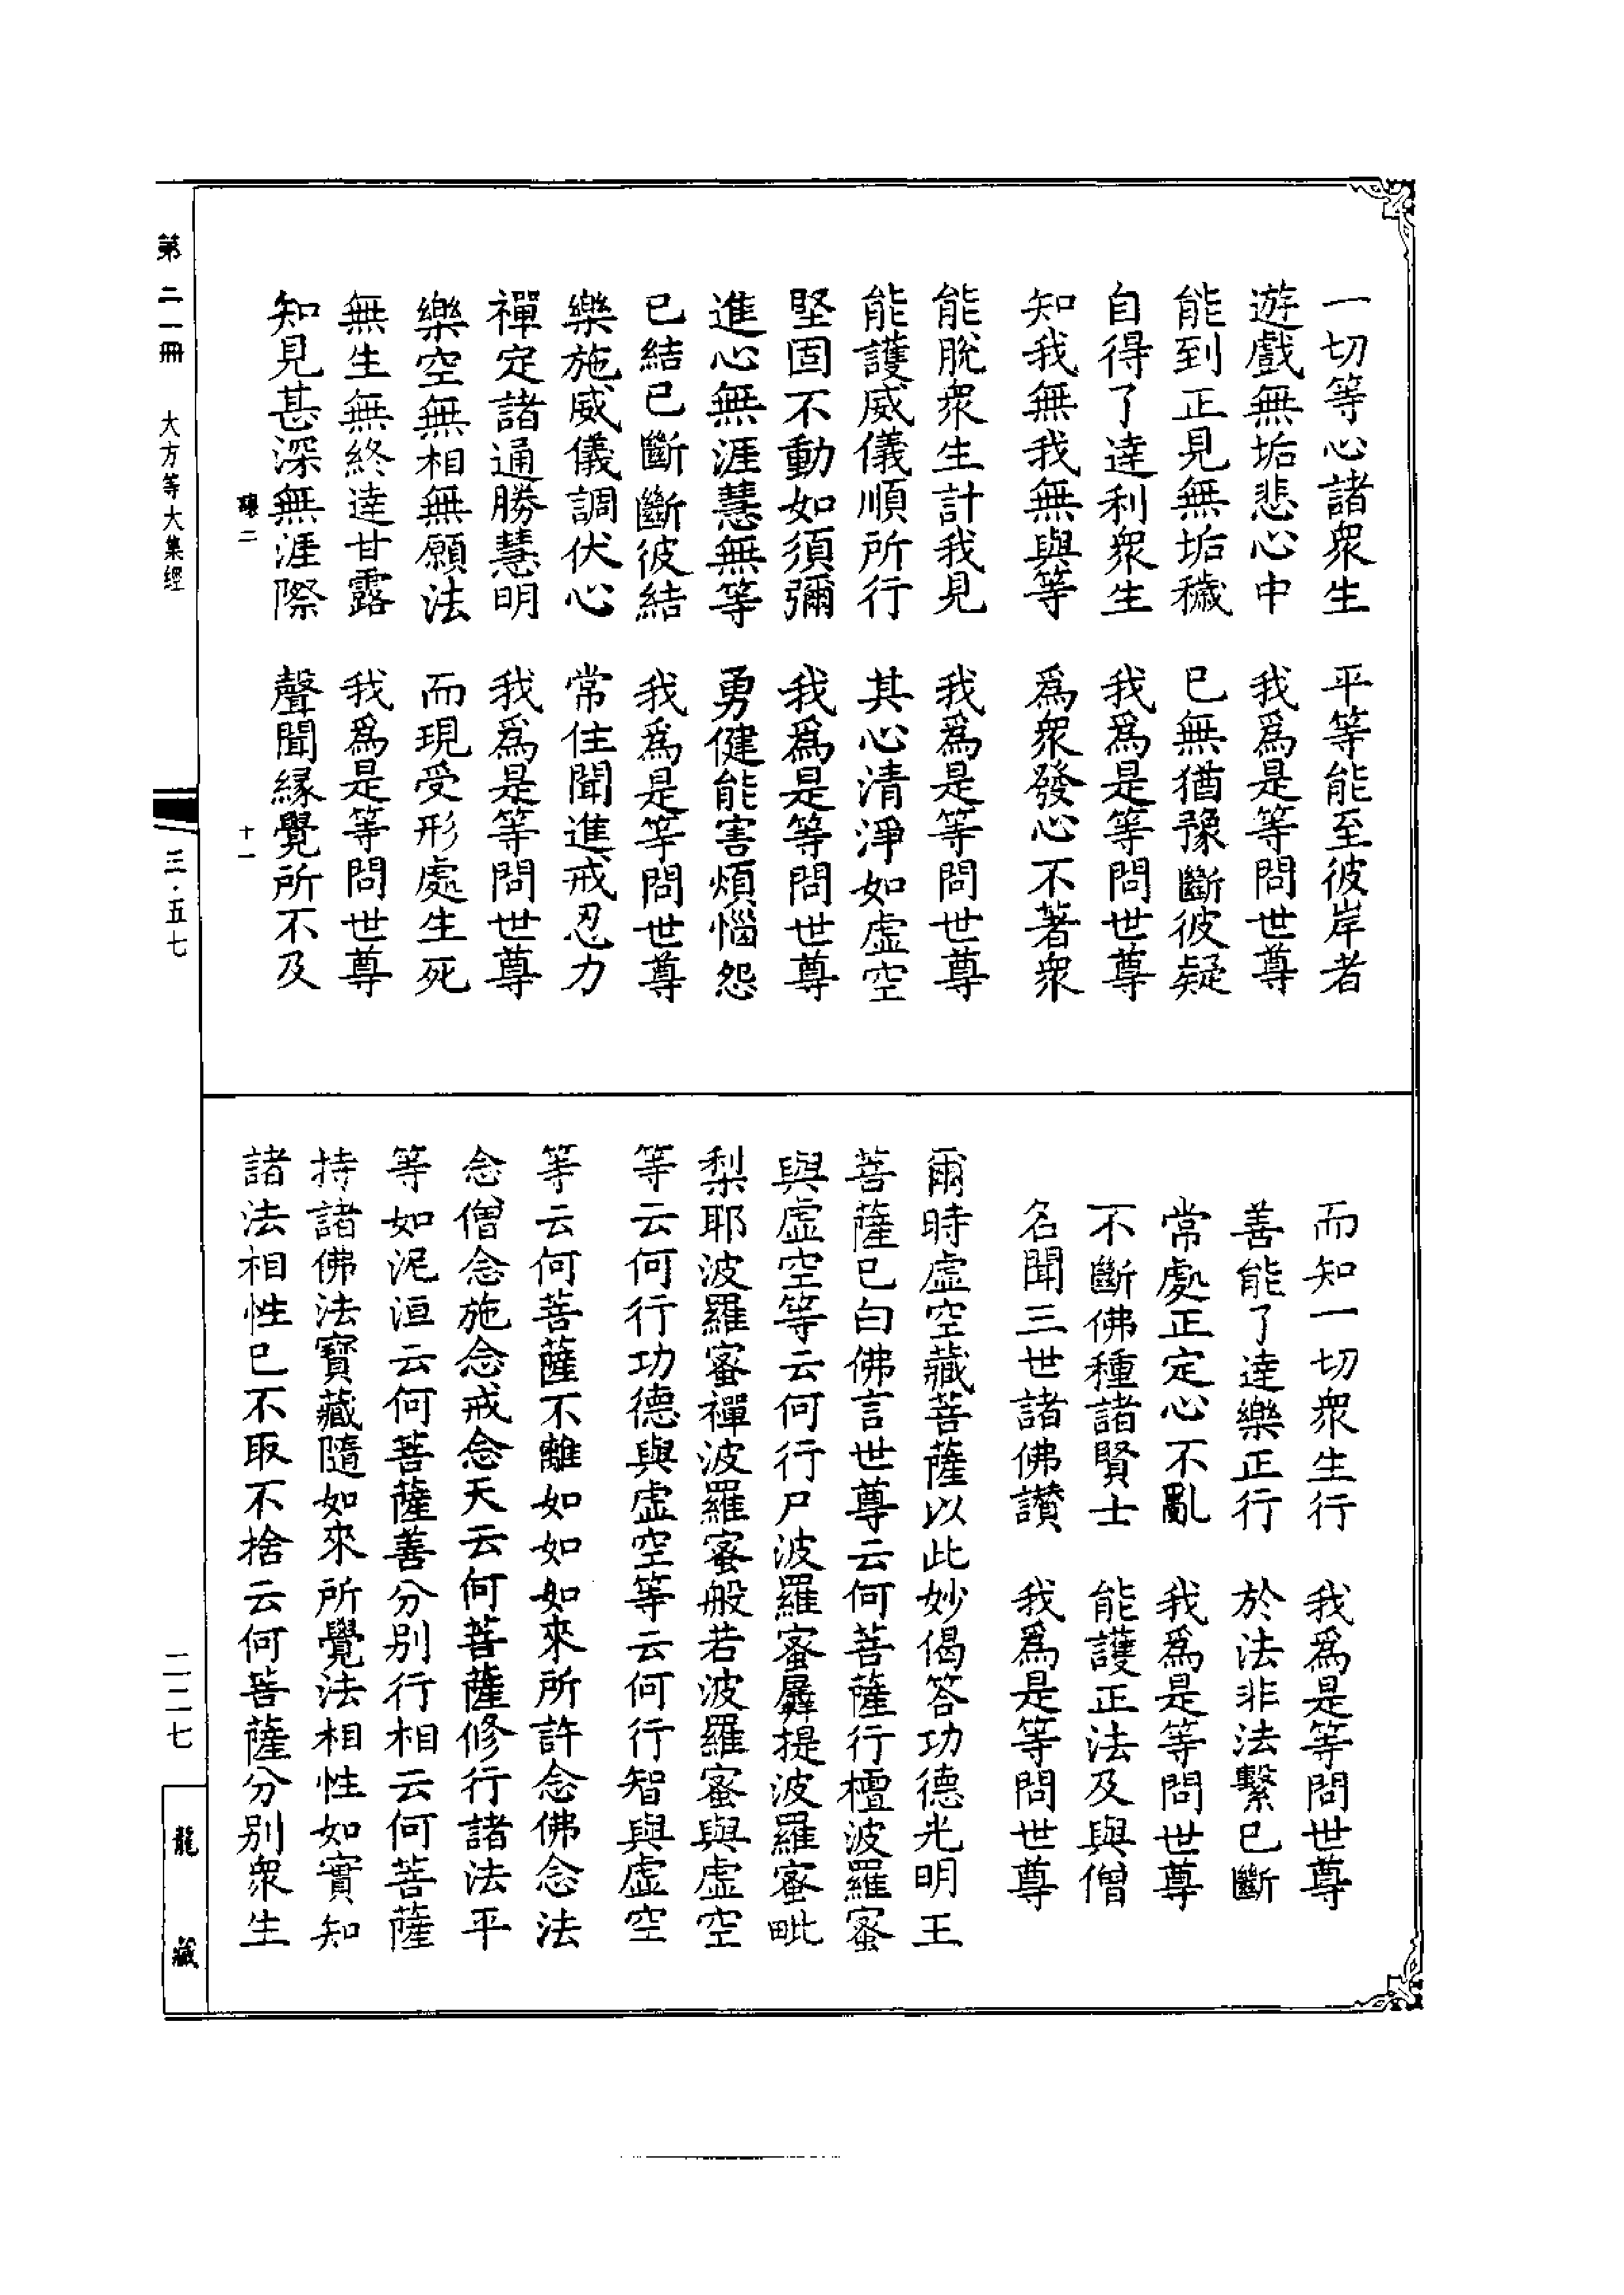 一切等心諸衆生　平等能至彼岸者
遊戲無垢悲心中　我爲是等問世尊
能到正見無垢穢　已無猶豫斷彼疑
自得了達利衆生　我爲是等問世尊
知我無我無與等　爲衆發心不著衆
能脫衆生計我見　我爲是等問世尊
能護威儀順所行　其心清淨如虛空
堅固不動如須彌　我爲是等問世尊
進心無涯慧無等　勇健能害煩惱怨
已結已斷斷彼結　我爲是等問世尊
樂施威儀調伏心　常住聞進戒忍力
禪定諸通勝慧明　我爲是等問世尊
樂空無相無願法　而現受形處生死
無生無終達甘露　我爲是等問世尊
知見甚深無涯際　聲聞緣覺所不及
二　十一
而知一切衆生行　我爲是等問世尊
善能了達樂正行　於法非法繫已斷
常處正定心不亂　我爲是等問世尊
不斷佛種諸賢士　能護正法及與僧
名聞三世諸佛讚　我爲是等問世尊
爾時虛空藏菩薩以此妙偈答功德光明王
菩薩已白佛言世尊云何菩薩行檀波羅蜜
與虛空等云何行尸波羅蜜羼提波羅蜜毗
梨耶波羅蜜禪波羅蜜般若波羅蜜與虛空
等云何行功德與虛空等云何行智與虛空
等云何菩薩不離如如如來所許念佛念法
念僧念施念戒念天云何菩薩修行諸法平
等如泥洹云何菩薩善分別行相云何菩薩
持諸佛法寶藏隨如來所覺法相性如實知
諸法相性已不取不捨云何菩薩分別衆生
第二一冊　大方等大集經　三·五七　二二七　龍藏